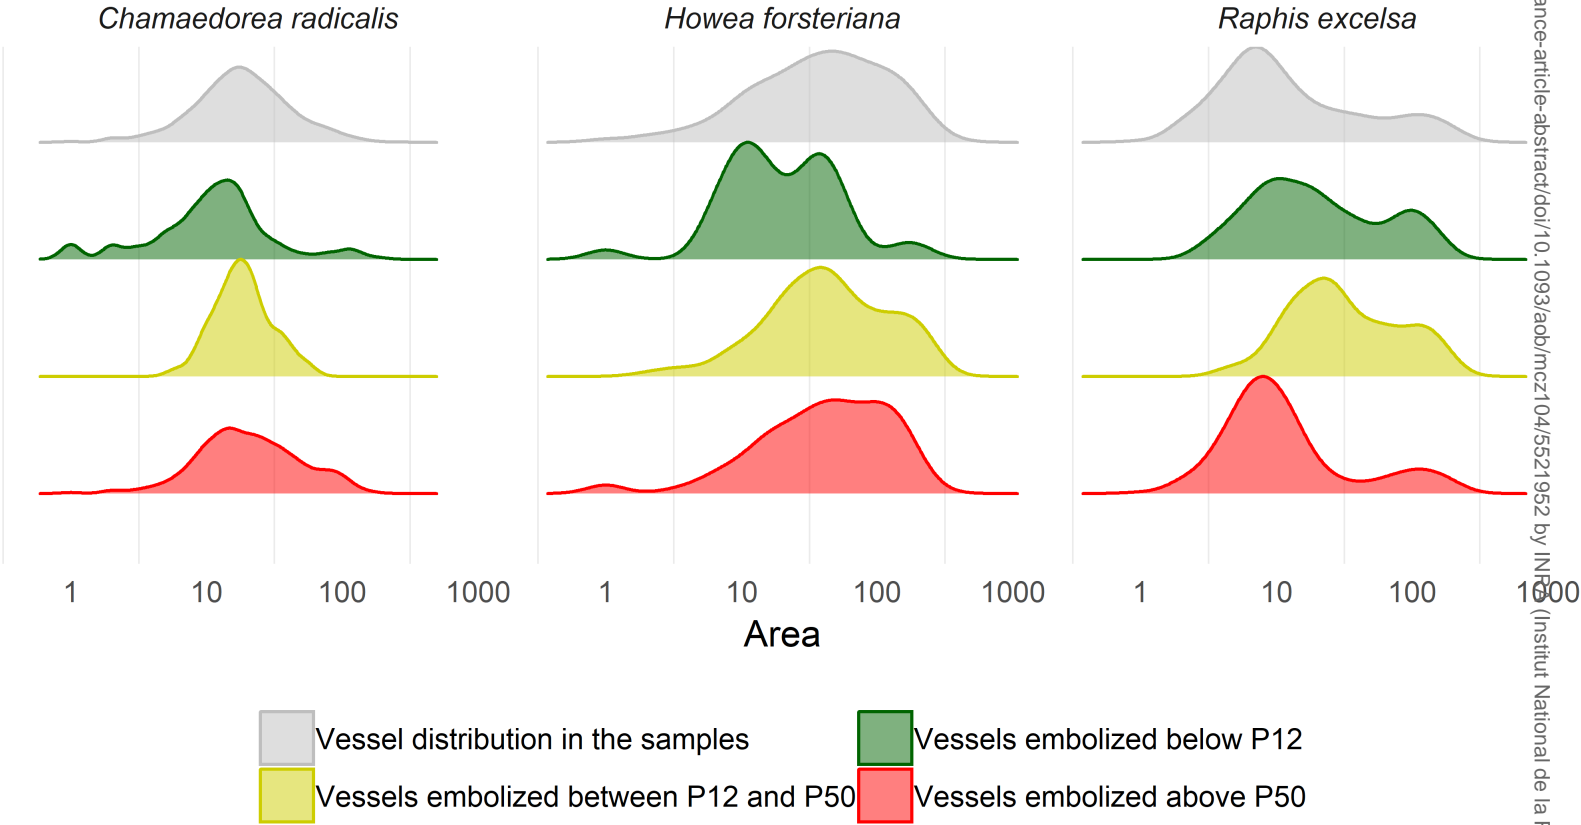 Chamaedorea radicalis Howea forsteriana Raphis excelsa
1 10 100 1000 1 10 100 1000 1 10 100 1000
Area
Vessel distribution in the samples Vessels embolized below P12
Vessels embolized between P12 and P50 Vessels embolized above P50
ance-article-abstract/doi/10.1093/aob/mcz104/5521952 by INRA (Institut National de la